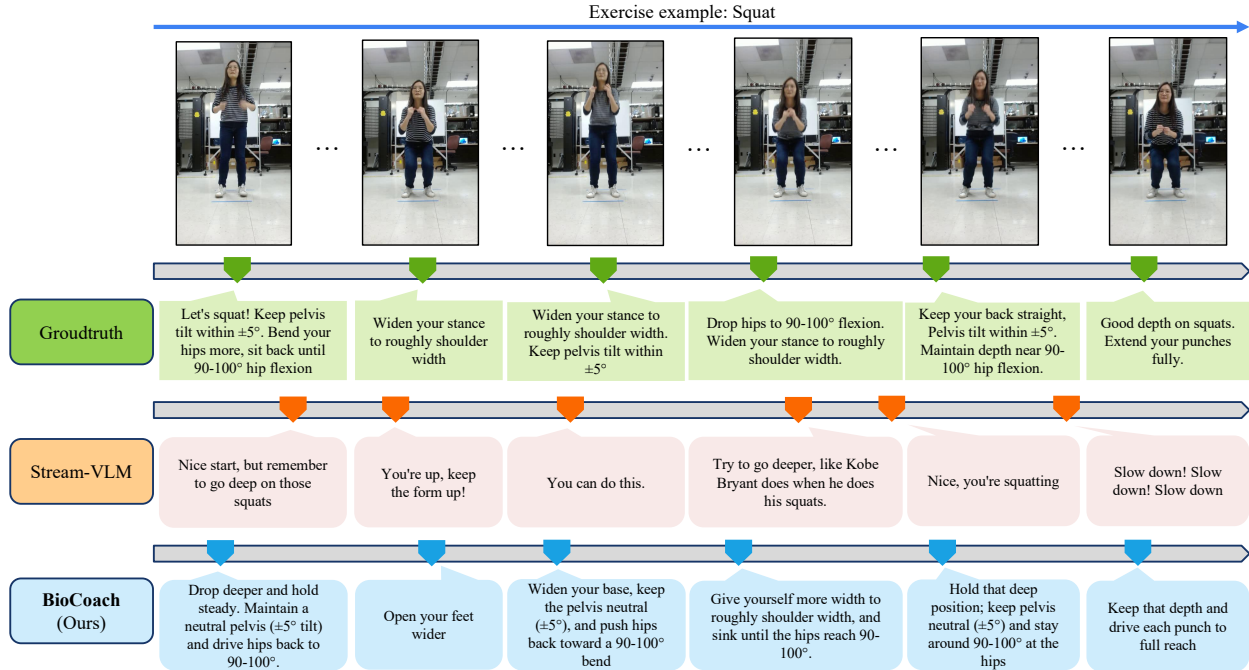 Exercise example: Squat
… … … … …
Groudtruth
Let's squat! Keep pelvis
tilt within ±5°. Bend your
hips more, sit back until
90-100° hip flexion
Widen your stance
to roughly shoulder
width
Widen your stance to
roughly shoulder width.
Keep pelvis tilt within
±5°
Drop hips to 90-100° flexion.
Widen your stance to roughly
shoulder width.
Keep your back straight,
Pelvis tilt within ±5°.
Maintain depth near 90-
100° hip flexion.
Good depth on squats.
Extend your punches
fully.
Stream-VLM
Nice start, but remember
to go deep on those
squats
You're up, keep
the form up!
You can do this.
Try to go deeper, like Kobe
Bryant does when he does
his squats.
Nice, you're squatting
Slow down! Slow
down! Slow down
BioCoach
(Ours)
Drop deeper and hold
steady. Maintain a
neutral pelvis (±5° tilt)
and drive hips back to
90-100°.
Open your feet
wider
Widen your base, keep
the pelvis neutral
(±5°), and push hips
back toward a 90-100°
bend
Give yourself more width to
roughly shoulder width, and
sink until the hips reach 90-
100°.
Hold that deep
position; keep pelvis
neutral (±5°) and stay
around 90-100° at the
hips
Keep that depth and
drive each punch to
full reach